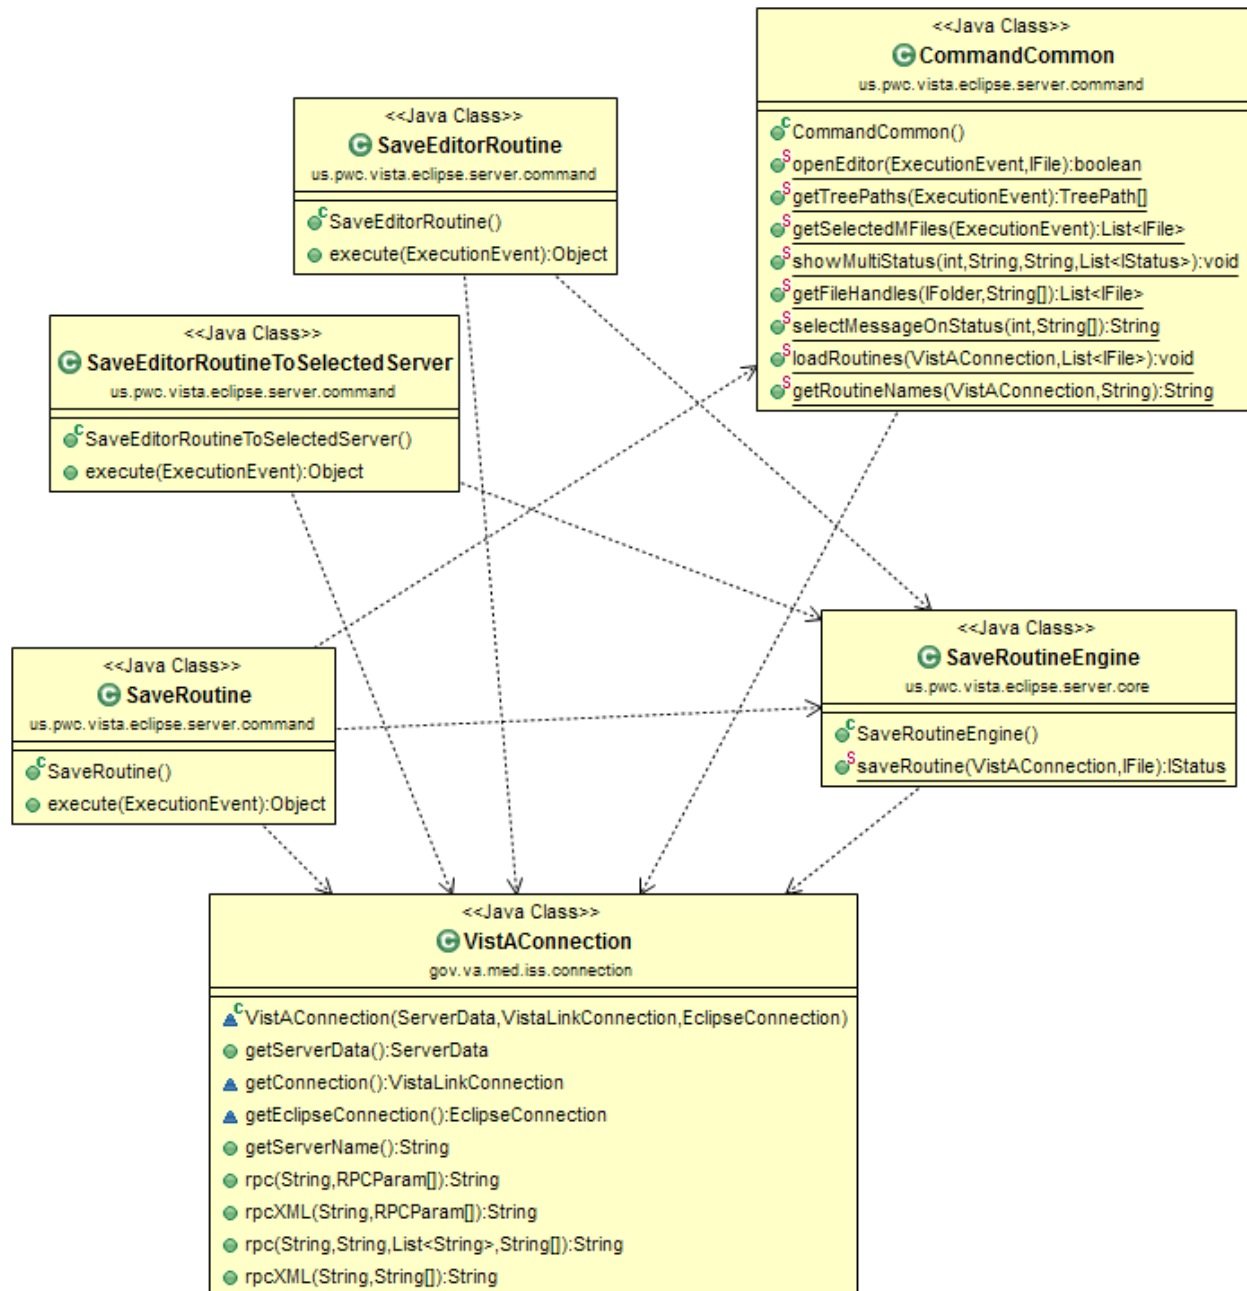 <<Java Class>>
CommandCommon
us.pwc.vista.eclipse.server.command
CommandCommon()
openEditor(ExecutionEvent,IFile):boolean
getTreePaths(ExecutionEvent):TreePath[]
getSelectedMFiles(ExecutionEvent):List<IFile>
showMultiStatus(int,String,String,List<IStatus>):void
getFileHandles(IFolder,String[]):List<IFile>
selectMessageOnStatus(int,String[]):String
loadRoutines(VistAConnection,List<IFile>):void
getRoutineNames(VistAConnection,String):String
<<Java Class>>
SaveEditorRoutine
us.pwc.vista.eclipse.server.command
SaveEditorRoutine()
execute(ExecutionEvent):Object
<<Java Class>>
SaveEditorRoutineToSelectedServer
us.pwc.vista.eclipse.server.command
SaveEditorRoutineToSelectedServer()
execute(ExecutionEvent):Object
<<Java Class>>
SaveRoutineEngine
us.pwc.vista.eclipse.server.core
SaveRoutineEngine()
saveRoutine(VistAConnection,IFile):IStatus
<<Java Class>>
SaveRoutine
us.pwc.vista.eclipse.server.command
SaveRoutine()
execute(ExecutionEvent):Object
<<Java Class>>
VistAConnection
gov.va.med.iss.connection
VistAConnection(ServerData,VistaLinkConnection,EclipseConnection)
getServerData():ServerData
getConnection():VistaLinkConnection
getEclipseConnection():EclipseConnection
getServerName():String
rpc(String,RPCParam[]):String
rpcXML(String,RPCParam[]):String
rpc(String,String,List<String>,String[]):String
rpcXML(String,String[]):String